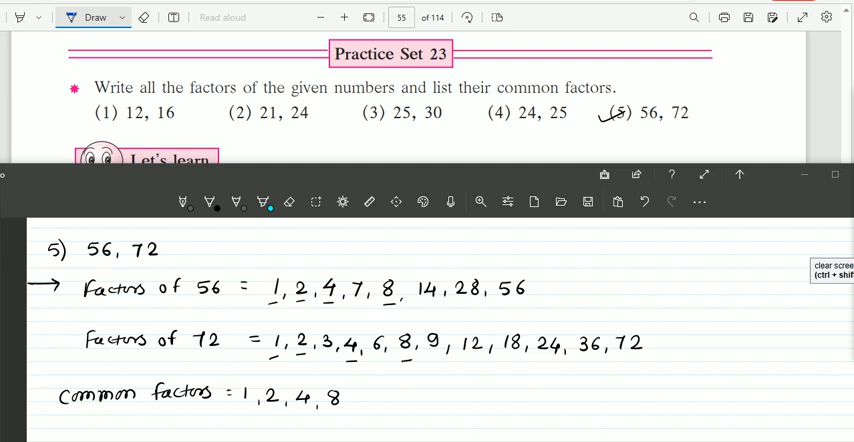 Draw
Read aloud
55 of 114
Practice Set 23
Write all the factors of the given numbers and list their common factors.
(1) 12, 16 (2) 21, 24 (3) 25, 30 (4) 24, 25 (5) 56, 72
Let's learn
clear scree
(ctrl + shif
5) 56, 72
→ Factors of 56 = 1, 2, 4, 7, 8, 14, 28, 56
Factors of 72 = 1, 2, 3, 4, 6, 8, 9, 12, 18, 24, 36, 72
Common factors = 1, 2, 4, 8